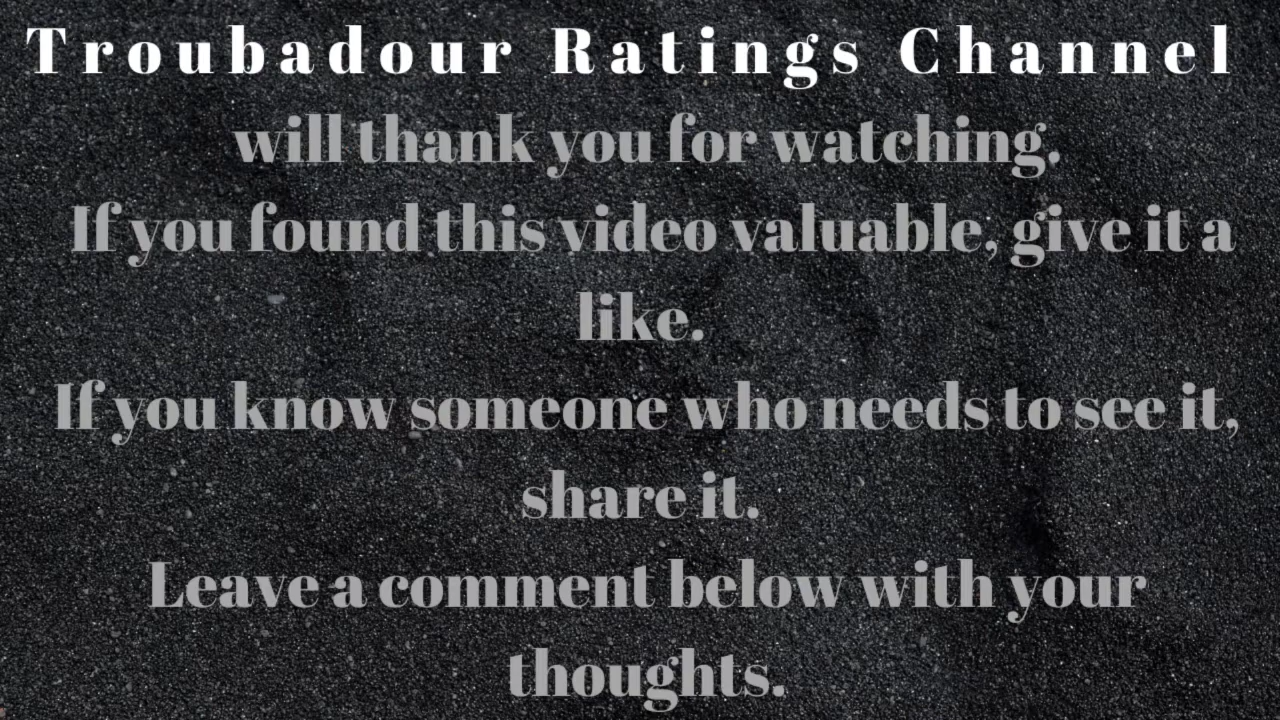 Troubadour Ratings Channel
will thank you for watching.
If you found this video valuable, give it a
like.
If you know someone who needs to see it,
share it.
Leave a comment below with your
thoughts.